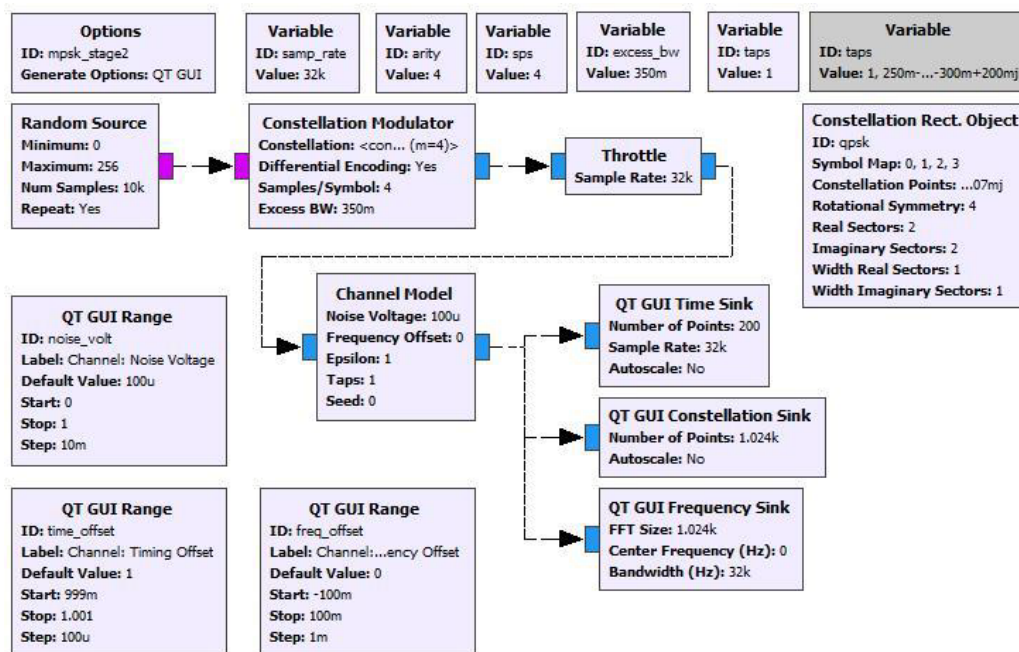 Options
ID: mpsk_stage2
Generate Options: QT GUI
Variable
ID: samp_rate
Value: 32k
Variable
ID: arity
Value: 4
Variable
ID: sps
Value: 4
Variable
ID: excess_bw
Value: 350m
Variable
ID: taps
Value: 1
Variable
ID: taps
Value: 1, 250m-...-300m+200mj
Random Source
Minimum: 0
Maximum: 256
Num Samples: 10k
Repeat: Yes
Constellation Modulator
Constellation: <con... (m=4)>
Differential Encoding: Yes
Samples/Symbol: 4
Excess BW: 350m
Throttle
Sample Rate: 32k
Constellation Rect. Object
ID: qpsk
Symbol Map: 0, 1, 2, 3
Constellation Points: ...07mj
Rotational Symmetry: 4
Real Sectors: 2
Imaginary Sectors: 2
Width Real Sectors: 1
Width Imaginary Sectors: 1
QT GUI Range
ID: noise_volt
Label: Channel: Noise Voltage
Default Value: 100u
Start: 0
Stop: 1
Step: 10m
Channel Model
Noise Voltage: 100u
Frequency Offset: 0
Epsilon: 1
Taps: 1
Seed: 0
QT GUI Time Sink
Number of Points: 200
Sample Rate: 32k
Autoscale: No
QT GUI Constellation Sink
Number of Points: 1.024k
Autoscale: No
QT GUI Frequency Sink
FFT Size: 1.024k
Center Frequency (Hz): 0
Bandwidth (Hz): 32k
QT GUI Range
ID: time_offset
Label: Channel: Timing Offset
Default Value: 1
Start: 999m
Stop: 1.001
Step: 100u
QT GUI Range
ID: freq_offset
Label: Channel:...ency Offset
Default Value: 0
Start: -100m
Stop: 100m
Step: 1m